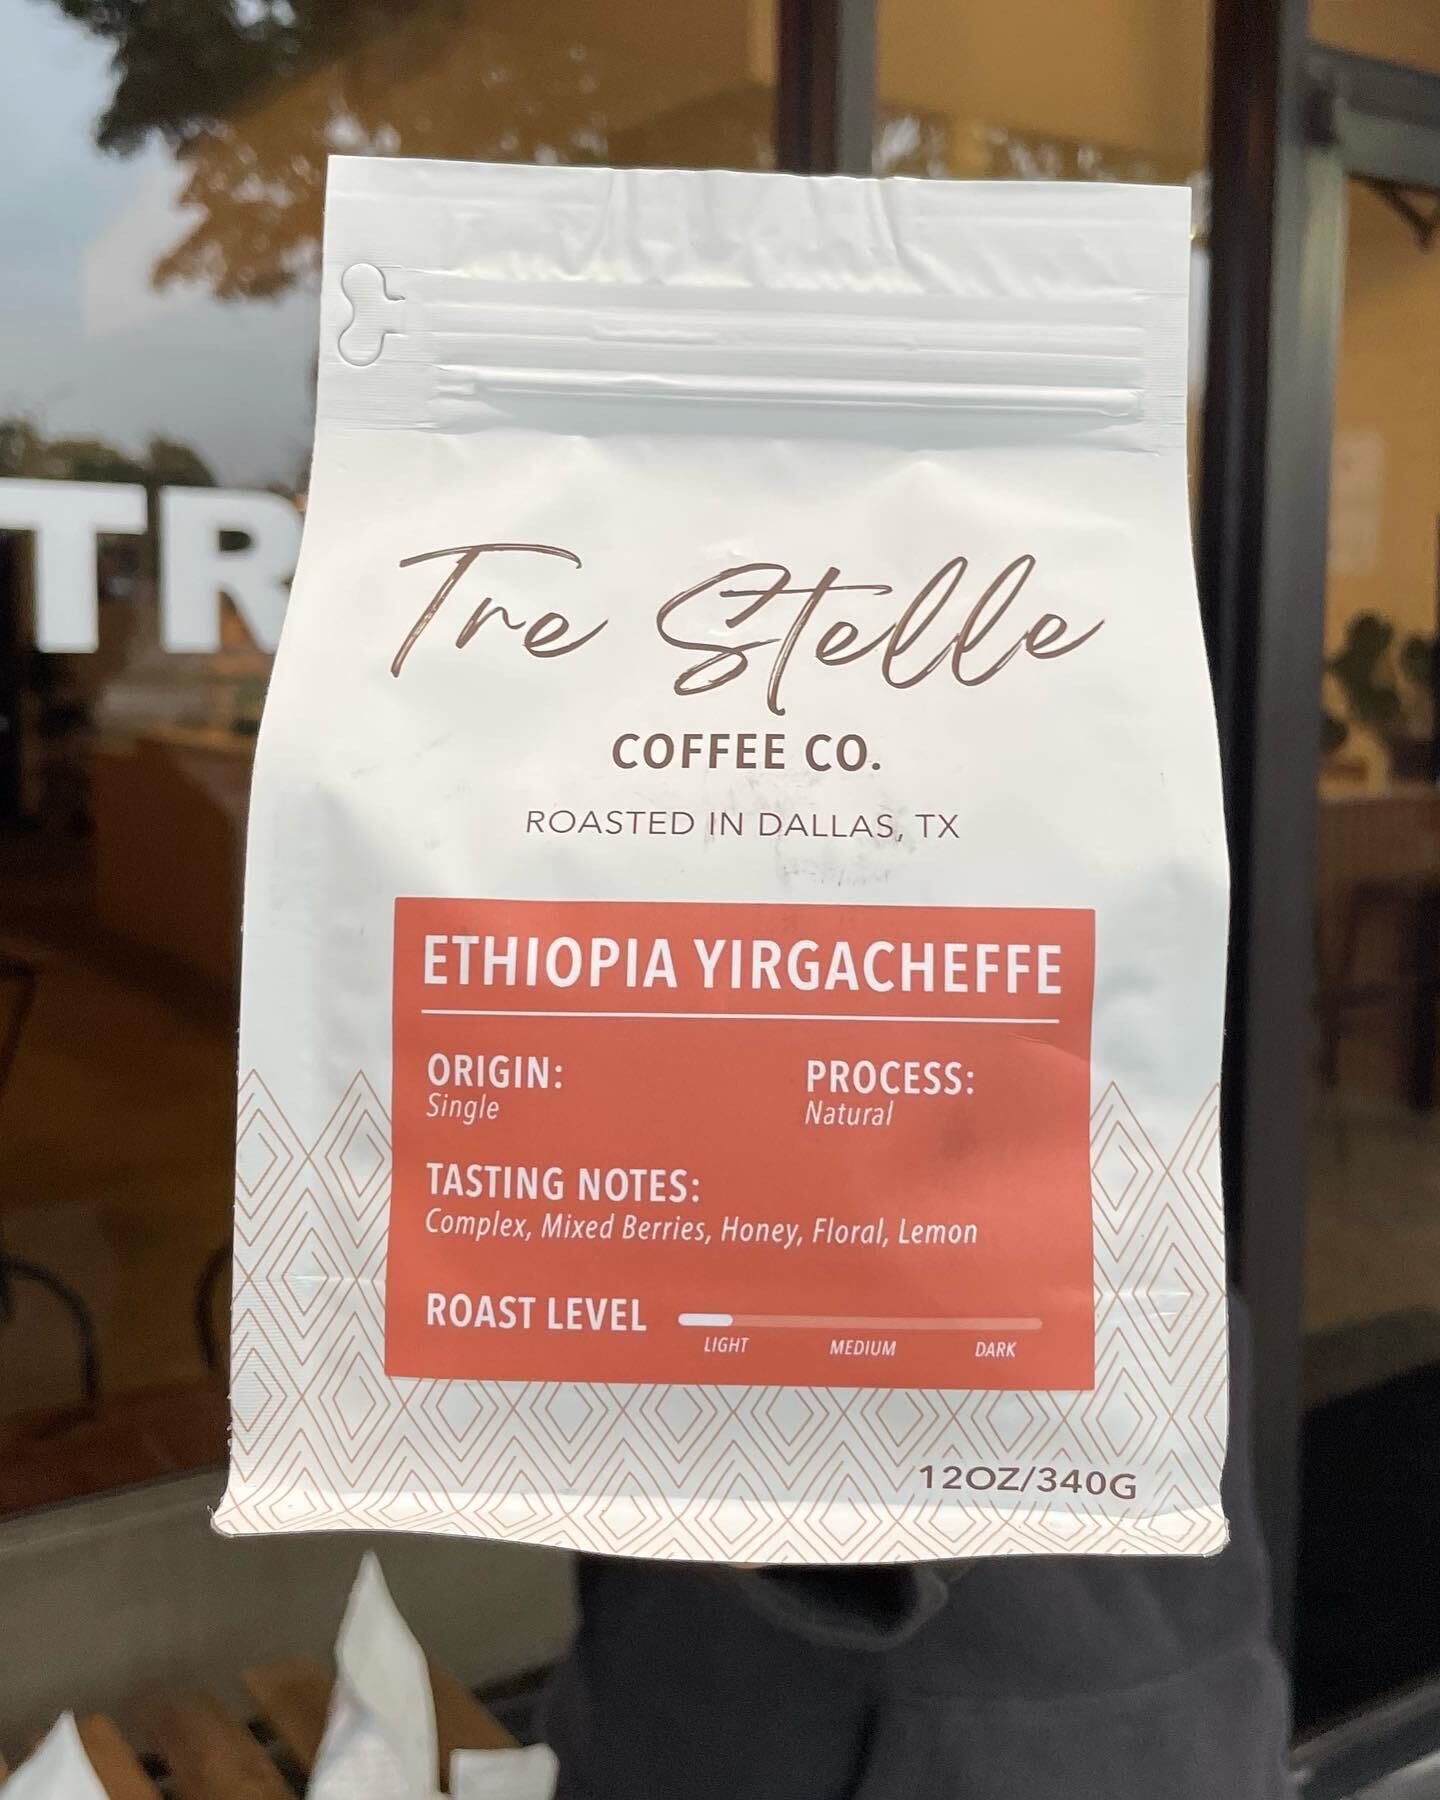 TR
Tre Stelle
COFFEE CO.
ROASTED IN DALLAS, TX
ETHIOPIA YIRGACHEFFE
ORIGIN:
Single
PROCESS:
Natural
TASTING NOTES:
Complex, Mixed Berries, Honey, Floral, Lemon
ROAST LEVEL
LIGHT MEDIUM DARK
12OZ/340G